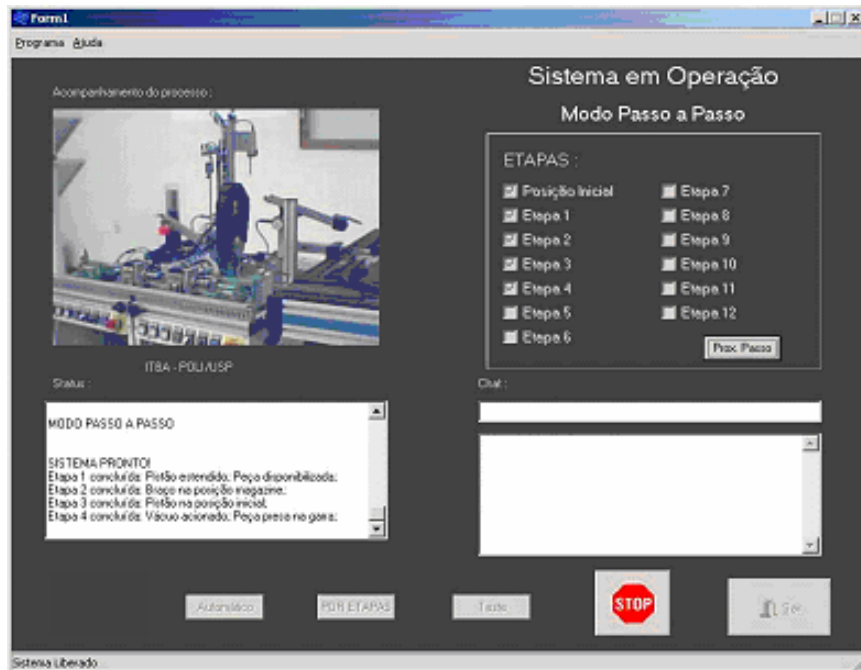 Form1
Programa Ajuda
Sistema em Operação
Modo Passo a Passo
Acompanhamento do processo :
ETAPAS :
Posição Inicial
Etapa 1
Etapa 2
Etapa 3
Etapa 4
Etapa 5
Etapa 6
Etapa 7
Etapa 8
Etapa 9
Etapa 10
Etapa 11
Etapa 12
Prox. Passo
ITBA - POLI/USP
Status :
MODO PASSO A PASSO
SISTEMA PRONTO!
Etapa 1 concluída: Pistão estendido; Peça disponibilizada;
Etapa 2 concluída: Braço na posição magazine;
Etapa 3 concluída: Pistão na posição inicial;
Etapa 4 concluída: Vácuo acionado; Peça presa na garra;
Chat :
Automático
POR ETAPAS
Teste
STOP
Sair
Sistema Liberado...